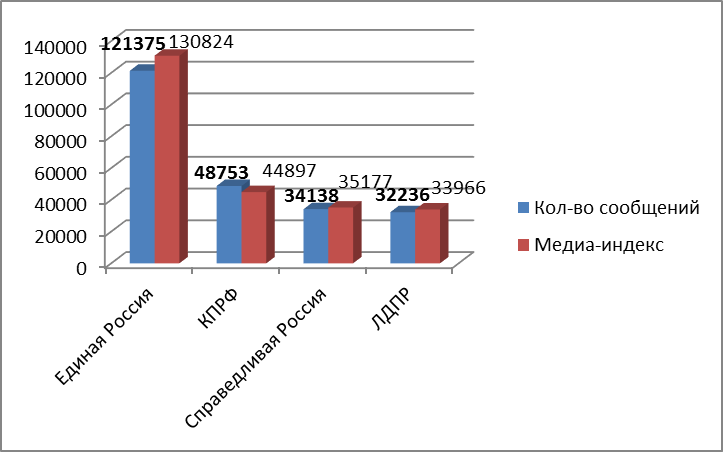 140000
120000
100000
80000
60000
40000
20000
0
121375 130824
48753 44897
34138 35177
32236 33966
Единая Россия
КПРФ
Справедливая Россия
ЛДПР
Кол-во сообщений
Медиа-индекс